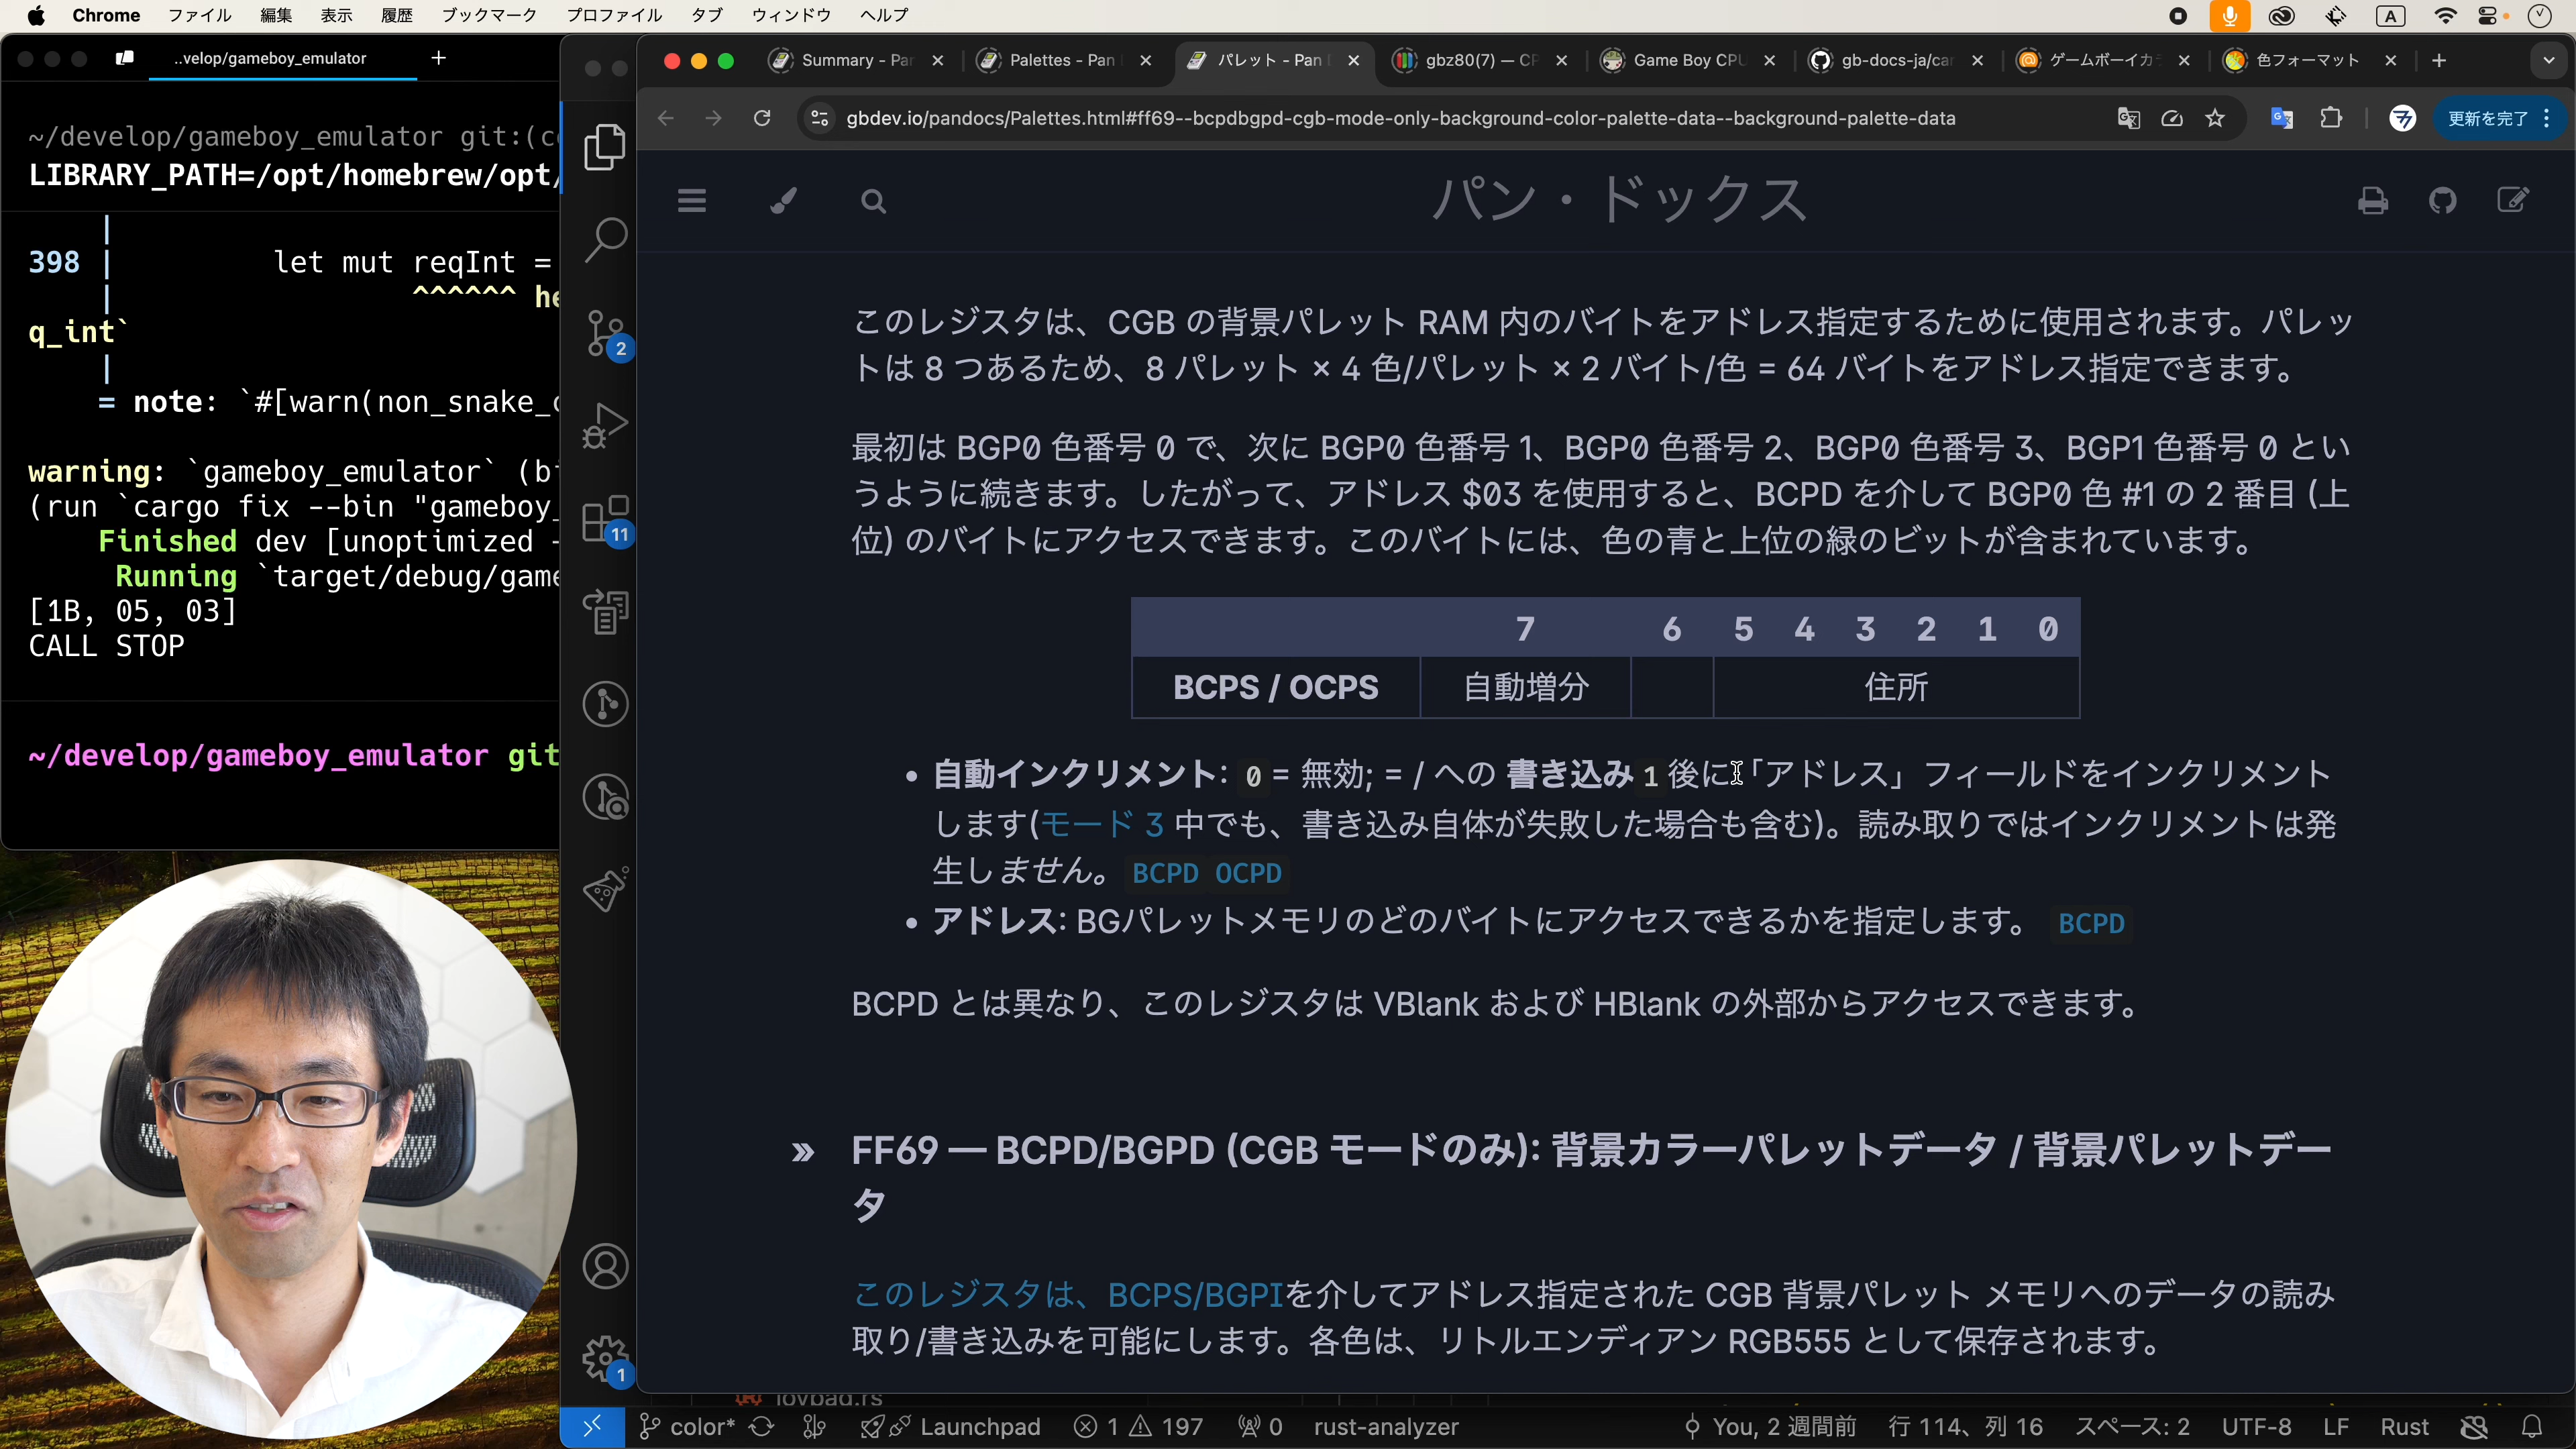 Chrome ファイル 編集 表示 履歴 ブックマーク プロファイル タブ ウィンドウ ヘルプ
A
..velop/gameboy_emulator
Summary - Pan
Palettes - Pan
パレット - Pan
gbz80(7) — CP
Game Boy CPU
gb-docs-ja/car
ゲームボーイカ
色フォーマット
gbdev.io/pandocs/Palettes.html#ff69--bcpdbgpd-cgb-mode-only-background-color-palette-data--background-palette-data
更新を完了
~/develop/gameboy_emulator git:(c
LIBRARY_PATH=/opt/homebrew/opt/
|
398 | let mut reqInt =
| ^^^^^^ he
q_int`
|
= note: `#[warn(non_snake_
warning: `gameboy_emulator` (b
(run `cargo fix --bin "gameboy_
Finished dev [unoptimized
Running `target/debug/game
[1B, 05, 03]
CALL STOP
~/develop/gameboy_emulator git
2
11
1
パン・ドックス
このレジスタは、CGB の背景パレット RAM 内のバイトをアドレス指定するために使用されます。パレッ
トは 8 つあるため、8 パレット × 4 色/パレット × 2 バイト/色 = 64 バイトをアドレス指定できます。
最初は BGP0 色番号 0 で、次に BGP0 色番号 1、BGP0 色番号 2、BGP0 色番号 3、BGP1 色番号 0 とい
うように続きます。したがって、アドレス $03 を使用すると、BCPD を介して BGP0 色 #1 の 2 番目 (上
位) のバイトにアクセスできます。このバイトには、色の青と上位の緑のビットが含まれています。
7 6 5 4 3 2 1 0
BCPS / OCPS 自動増分 住所
• 自動インクリメント: 0 = 無効; = / への 書き込み 1 後に「アドレス」フィールドをインクリメント
します(モード 3 中でも、書き込み自体が失敗した場合も含む)。読み取りではインクリメントは発
生しません。 BCPD OCPD
• アドレス: BGパレットメモリのどのバイトにアクセスできるかを指定します。 BCPD
BCPD とは異なり、このレジスタは VBlank および HBlank の外部からアクセスできます。
» FF69 — BCPD/BGPD (CGB モードのみ): 背景カラーパレットデータ / 背景パレットデー
タ
このレジスタは、BCPS/BGPIを介してアドレス指定された CGB 背景パレット メモリへのデータの読み
取り/書き込みを可能にします。各色は、リトルエンディアン RGB555 として保存されます。
joypad.rs
color* Launchpad 1 197 0 rust-analyzer You, 2 週間前 行 114、列 16 スペース: 2 UTF-8 LF Rust